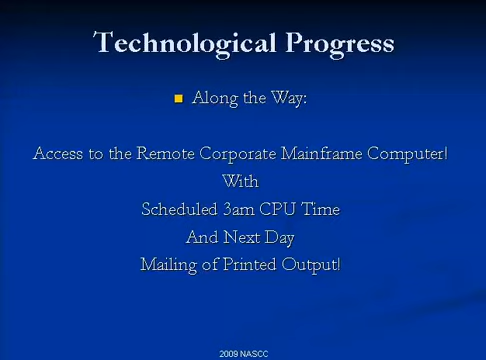 Technological Progress
Along the Way:
Access to the Remote Corporate Mainframe Computer!
With
Scheduled 3am CPU Time
And Next Day
Mailing of Printed Output!
2009 NASCC